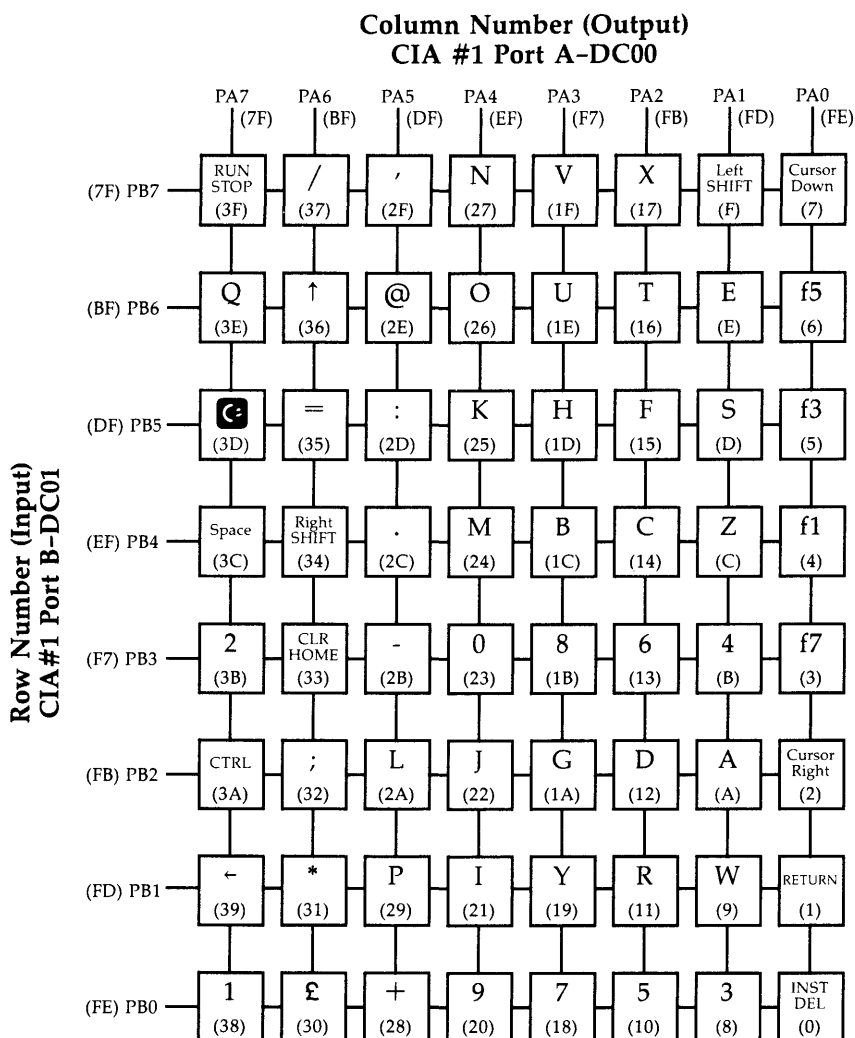 Column Number (Output)
CIA #1 Port A–DC00
PA7 PA6 PA5 PA4 PA3 PA2 PA1 PA0
(7F) (BF) (DF) (EF) (F7) (FB) (FD) (FE)
Row Number (Input)
CIA#1 Port B–DC01
RUN STOP / , N V X Left SHIFT Cursor Down
(7F) PB7
(3F) (37) (2F) (27) (1F) (17) (F) (7)
Q ↑ @ O U T E f5
(BF) PB6
(3E) (36) (2E) (26) (1E) (16) (E) (6)
= : K H F S f3
(DF) PB5
(3D) (35) (2D) (25) (1D) (15) (D) (5)
Space Right SHIFT . M B C Z f1
(EF) PB4
(3C) (34) (2C) (24) (1C) (14) (C) (4)
2 CLR HOME - 0 8 6 4 f7
(F7) PB3
(3B) (33) (2B) (23) (1B) (13) (B) (3)
CTRL ; L J G D A Cursor Right
(FB) PB2
(3A) (32) (2A) (22) (1A) (12) (A) (2)
← * P I Y R W RETURN
(FD) PB1
(39) (31) (29) (21) (19) (11) (9) (1)
1 £ + 9 7 5 3 INST DEL
(FE) PB0
(38) (30) (28) (20) (18) (10) (8) (0)